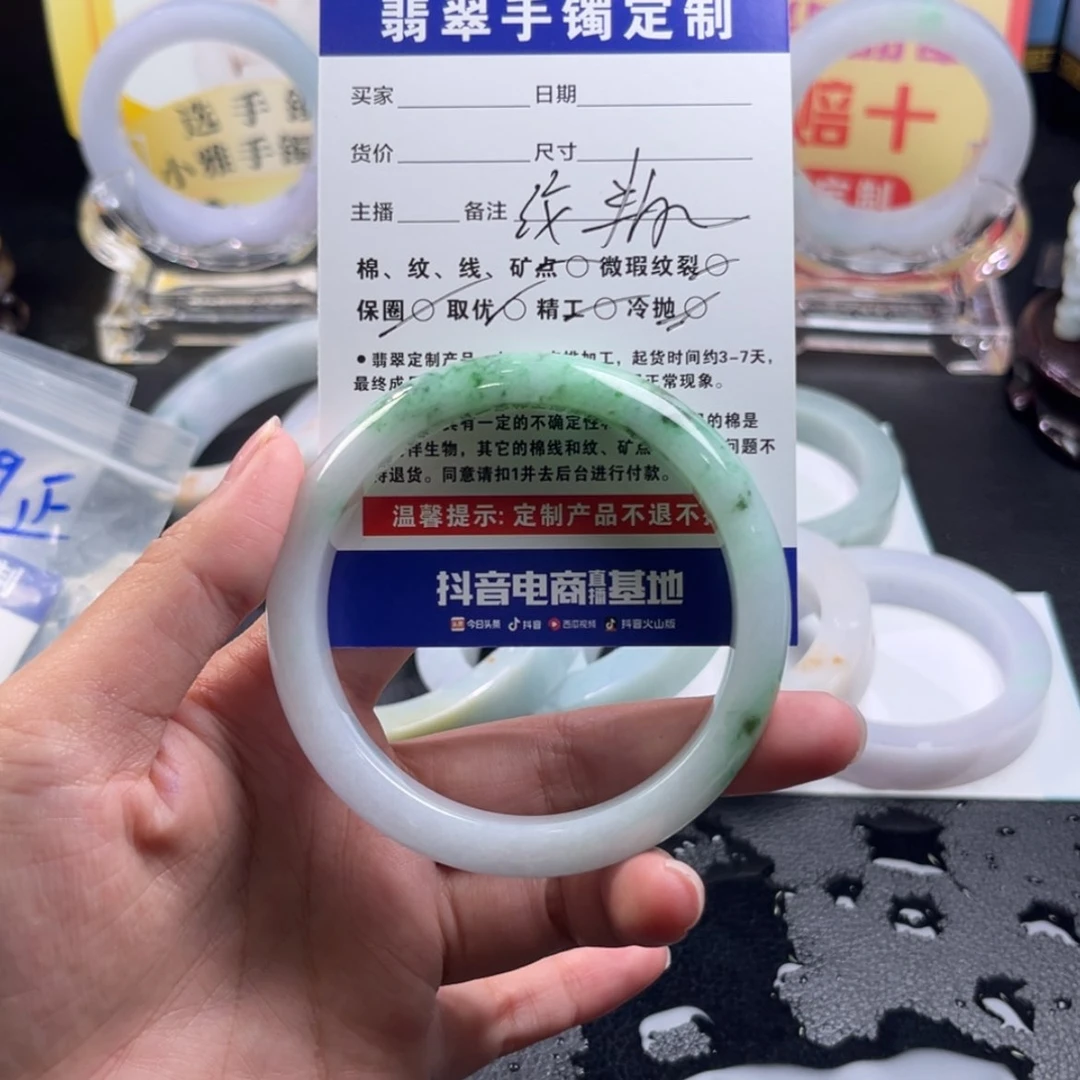 翡翠手镯定制
买家 日期
货价 尺寸
主播 备注
棉、纹、线、矿点○ 微瑕纹裂○
保圈○ 取优○ 精工○ 冷抛○
●翡翠定制产品 加工，起货时间约3-7天，
最终成 正常现象。
有一定的不确定性 的棉是
伴生物，其它的棉线和纹、矿点 问题不
退货。同意请扣1并去后台进行付款。
温馨提示: 定制产品不退不
抖音电商直播基地
今日头条 抖音 西瓜视频 抖音火山版
选手
小雅手镯
赔十
定制
9正